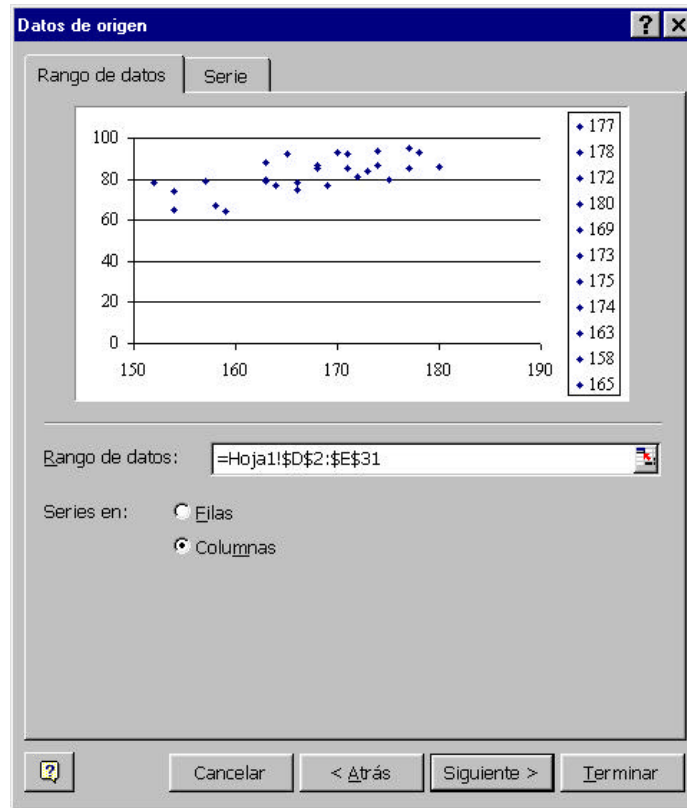 Datos de origen
Rango de datos Serie
100
80
60
40
20
0
150 160 170 180 190
177
178
172
180
169
173
175
174
163
158
165
Rango de datos: =Hoja1!$D$2:$E$31
Series en: Filas
Columnas
Cancelar < Atrás Siguiente > Terminar